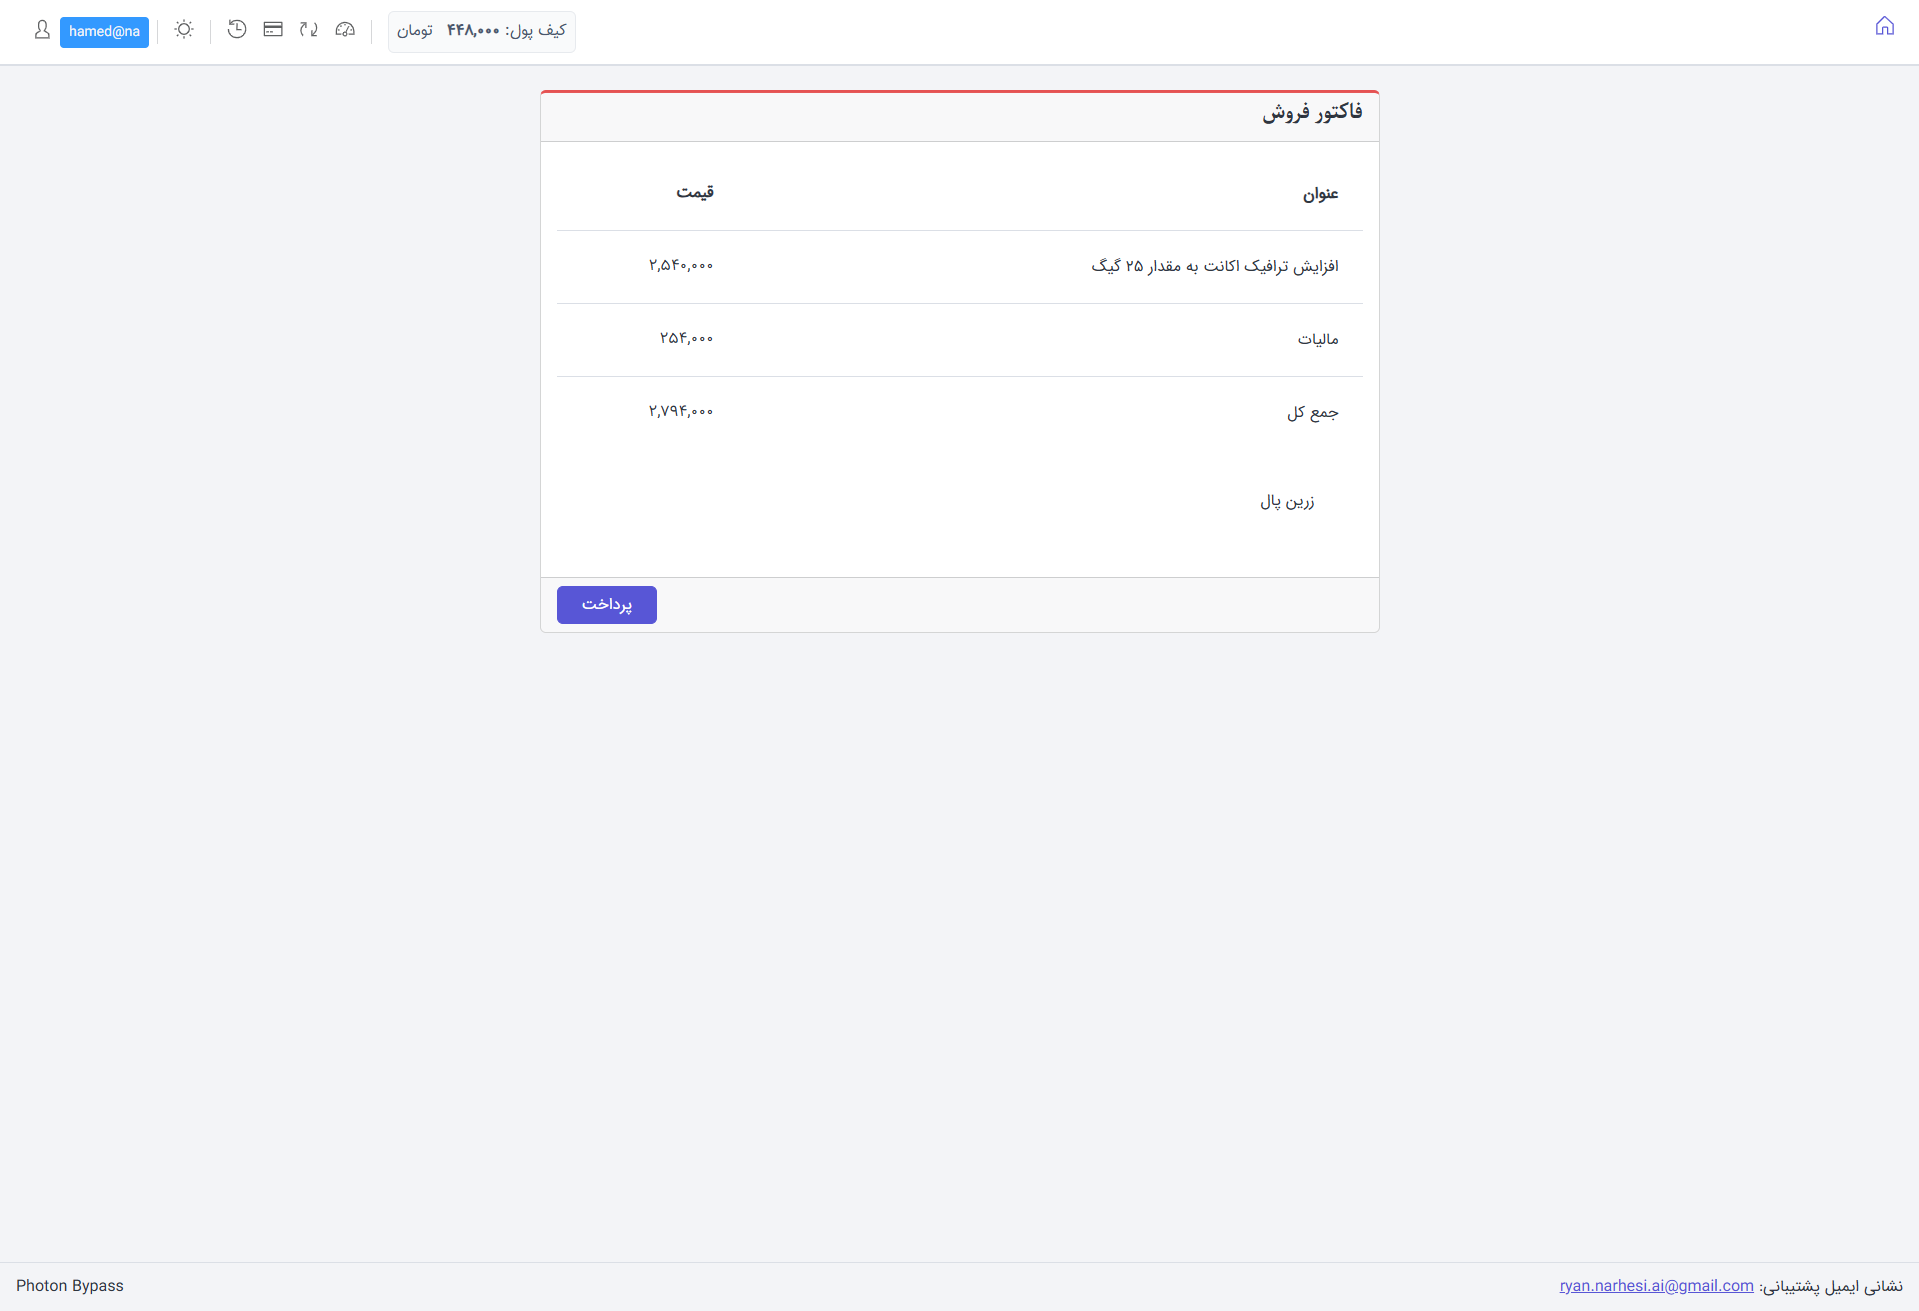 کیف پول: ۴۴۸,۰۰۰ تومان
hamed@na
فاکتور فروش
عنوان قیمت
افزایش ترافیک اکانت به مقدار ۲۵ گیگ ۲,۵۴۰,۰۰۰
مالیات ۲۵۴,۰۰۰
جمع کل ۲,۷۹۴,۰۰۰
زرین پال
پرداخت
نشانی ایمیل پشتیبانی: ryan.narhesi.ai@gmail.com
Photon Bypass